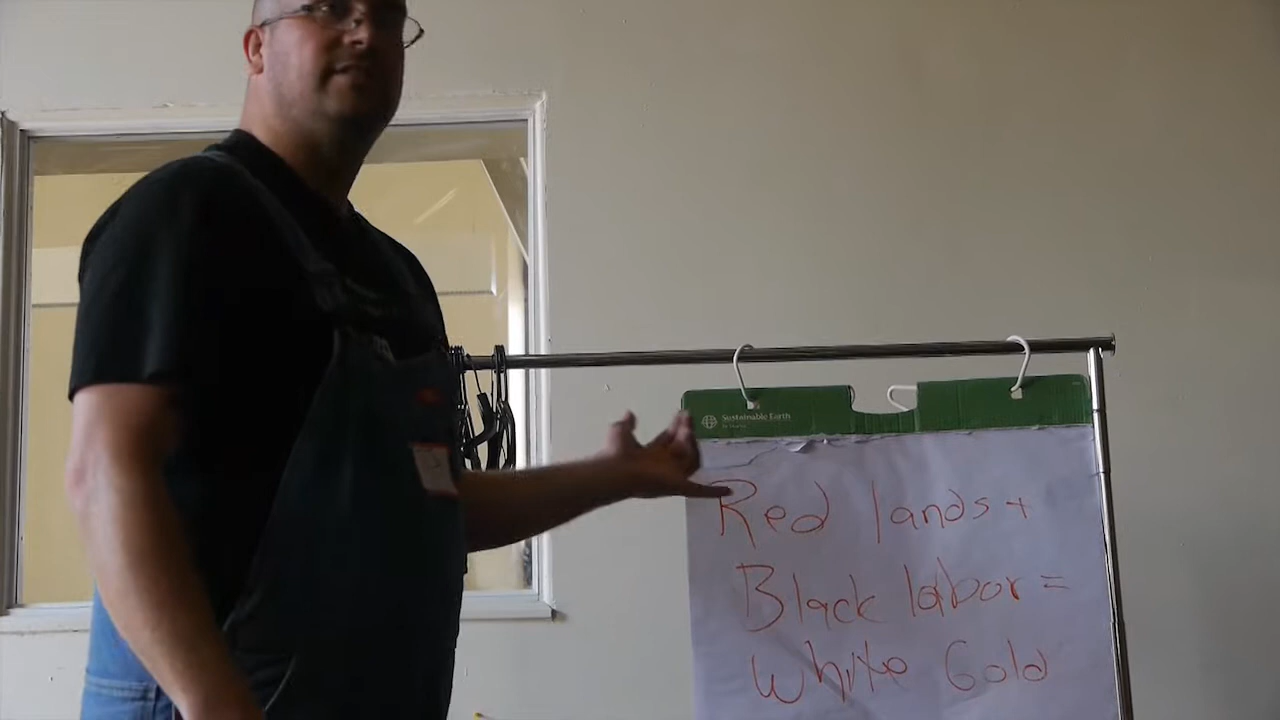 Sustainable Earth
Red lands +
Black labor =
White Gold